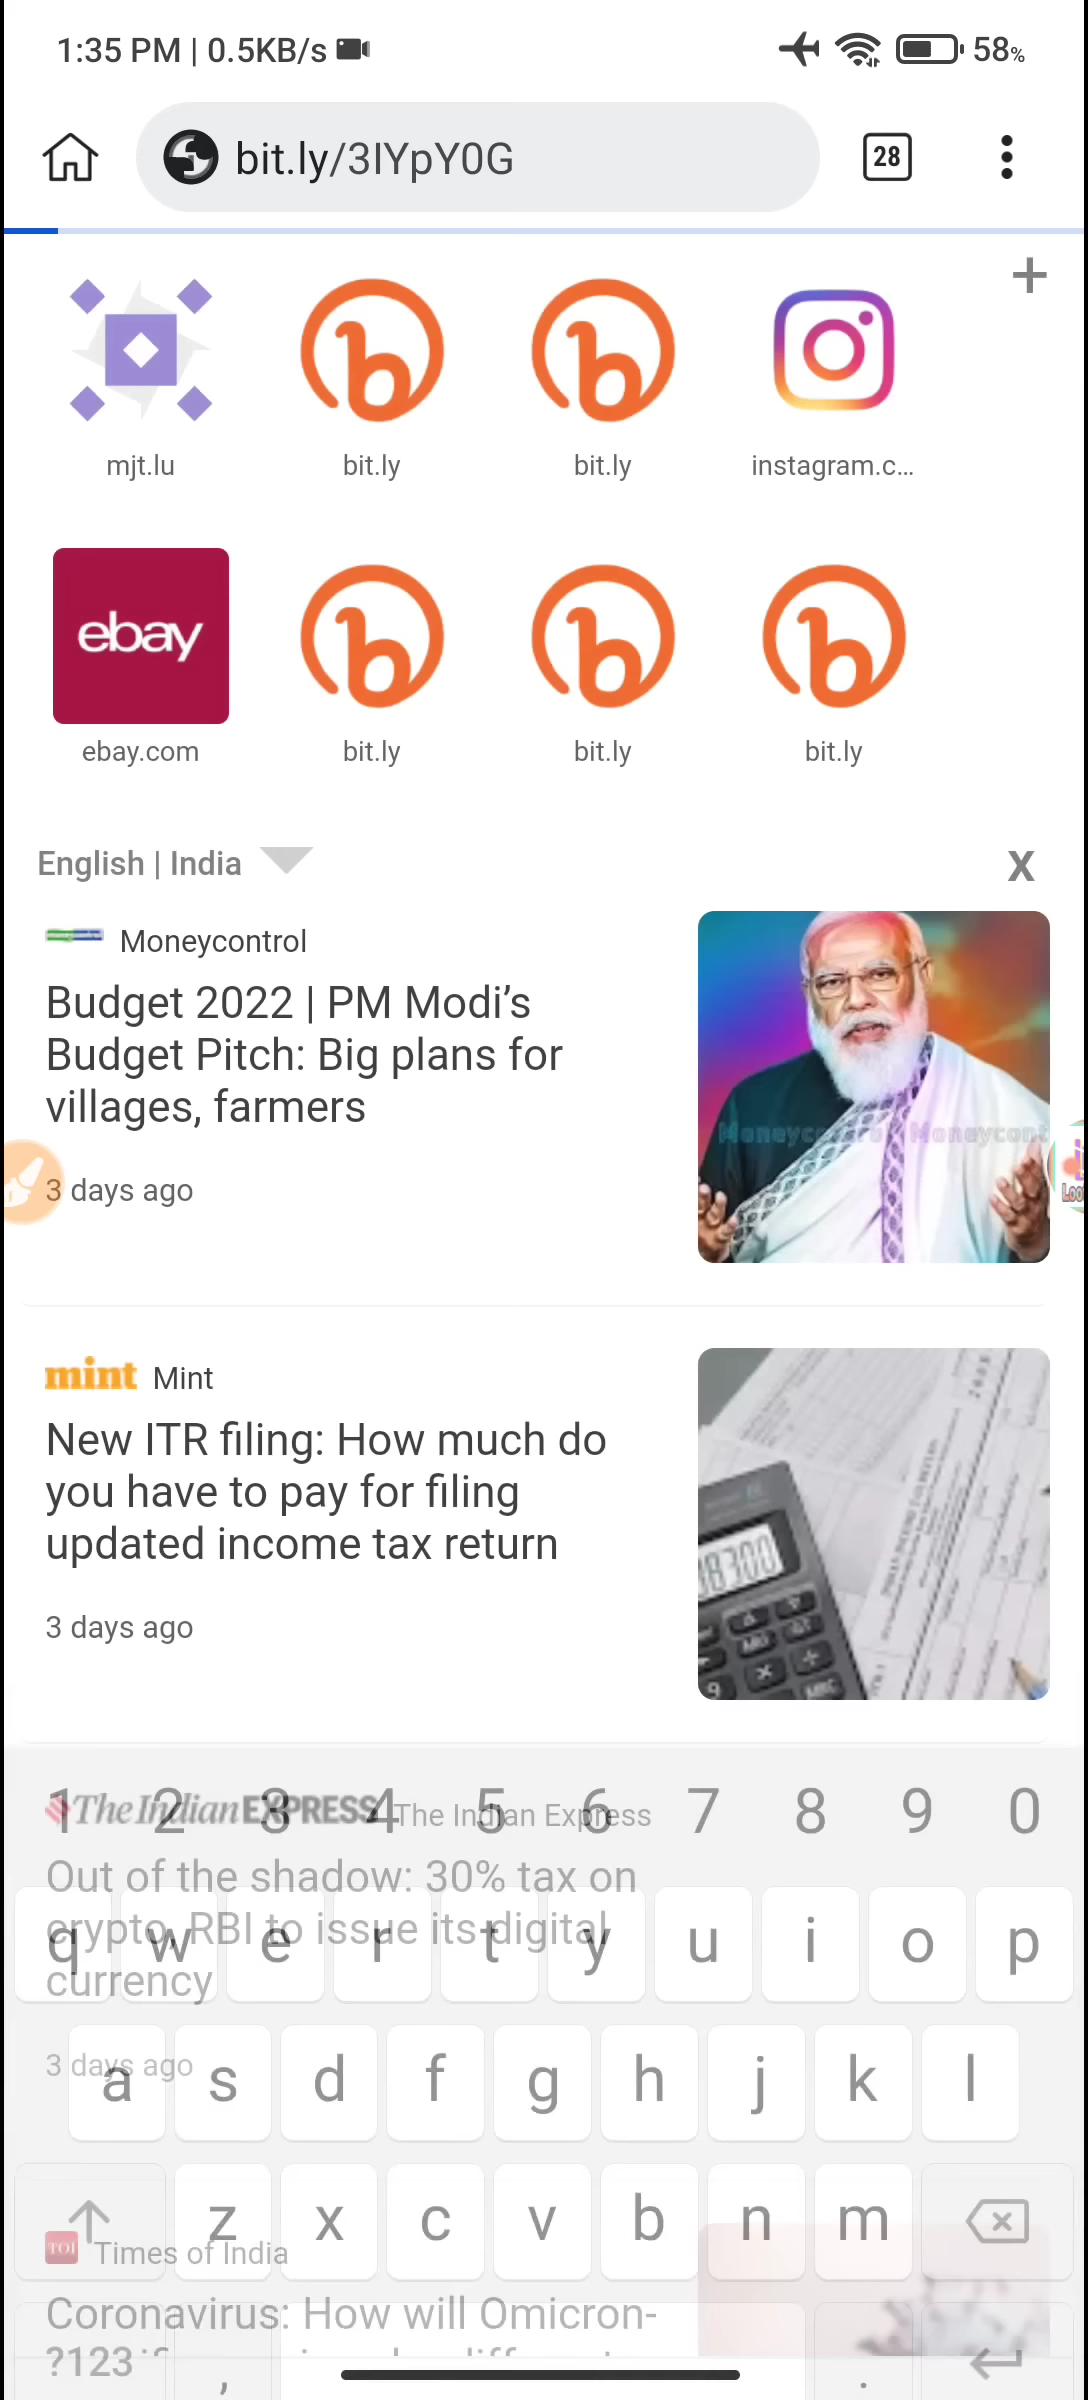 1:35 PM | 0.5KB/s
58%
bit.ly/3IYpY0G
28
mjt.lu
bit.ly
bit.ly
instagram.c...
ebay
ebay.com
bit.ly
bit.ly
bit.ly
English | India
X
Moneycontrol
Budget 2022 | PM Modi's
Budget Pitch: Big plans for
villages, farmers
3 days ago
mint Mint
New ITR filing: How much do
you have to pay for filing
updated income tax return
3 days ago
The Indian EXPRESS The Indian Express
Out of the shadow: 30% tax on
crypto, RBI to issue its digital
currency
3 days ago
TOI Times of India
Coronavirus: How will Omicron-
1 2 3 4 5 6 7 8 9 0
q w e r t y u i o p
a s d f g h j k l
z x c v b n m
?123 , .